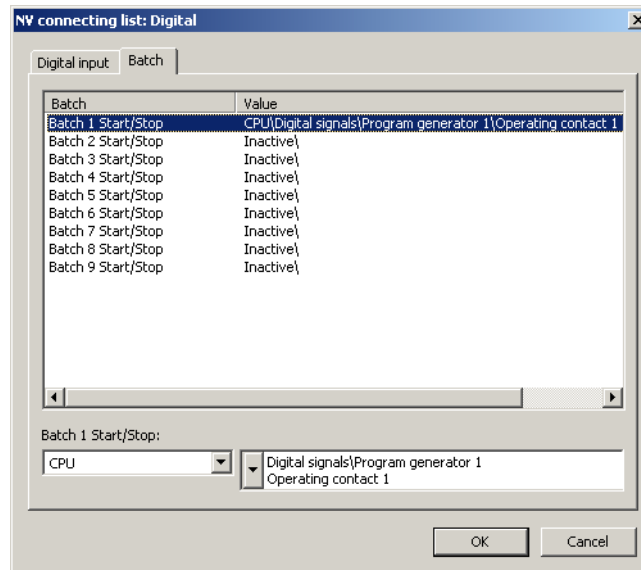 NV connecting list: Digital
Digital input Batch
Batch Value
Batch 1 Start/Stop CPU\Digital signals\Program generator 1\Operating contact 1
Batch 2 Start/Stop Inactive\
Batch 3 Start/Stop Inactive\
Batch 4 Start/Stop Inactive\
Batch 5 Start/Stop Inactive\
Batch 6 Start/Stop Inactive\
Batch 7 Start/Stop Inactive\
Batch 8 Start/Stop Inactive\
Batch 9 Start/Stop Inactive\
Batch 1 Start/Stop:
CPU
Digital signals\Program generator 1
Operating contact 1
OK Cancel